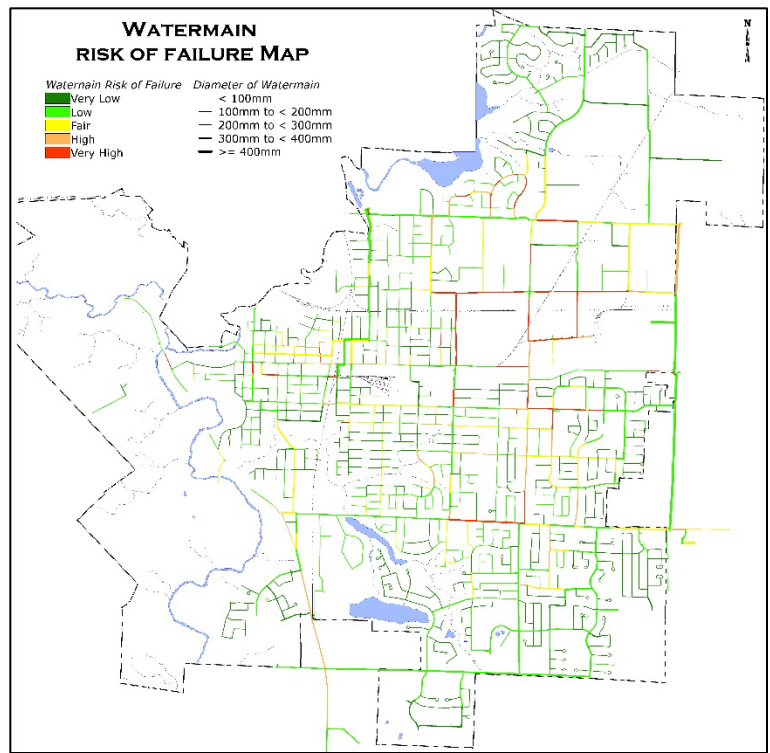 WATERMAIN
RISK OF FAILURE MAP
Watermain Risk of Failure
Very Low
Low
Fair
High
Very High
Diameter of Watermain
< 100mm
100mm to < 200mm
200mm to < 300mm
300mm to < 400mm
>= 400mm